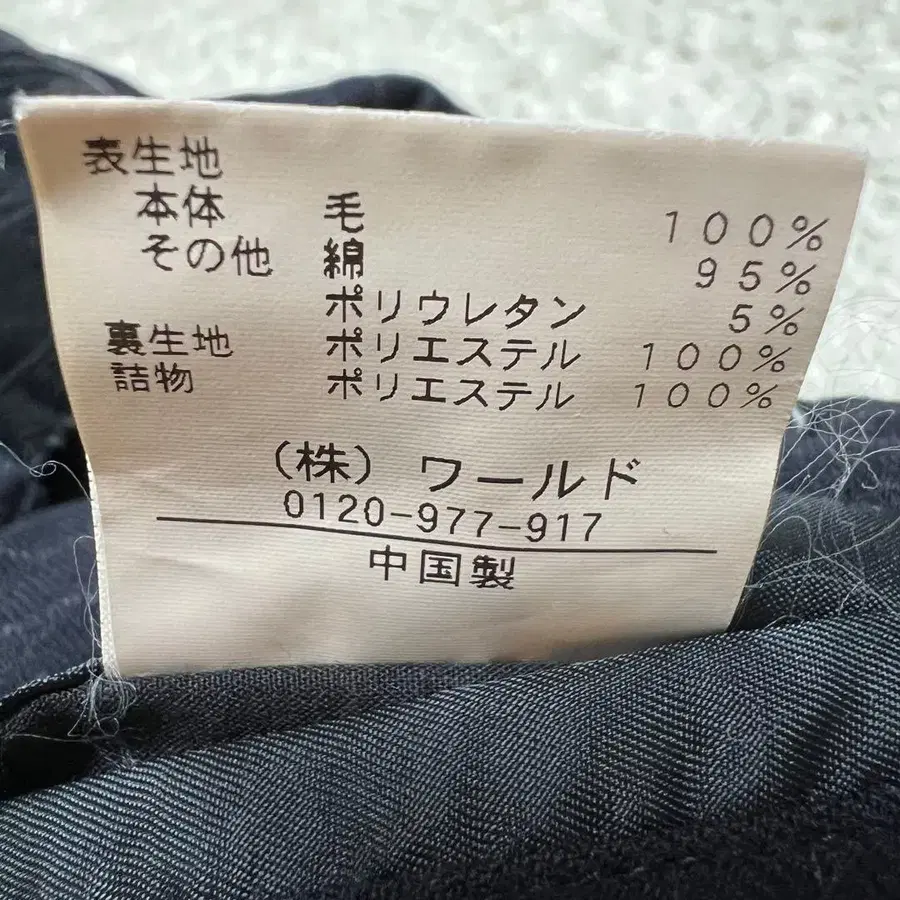 表生地
本体 毛 100%
その他 綿 95%
ポリウレタン 5%
裏生地 ポリエステル 100%
詰物 ポリエステル 100%
(株) ワールド
0120-977-917
中国製